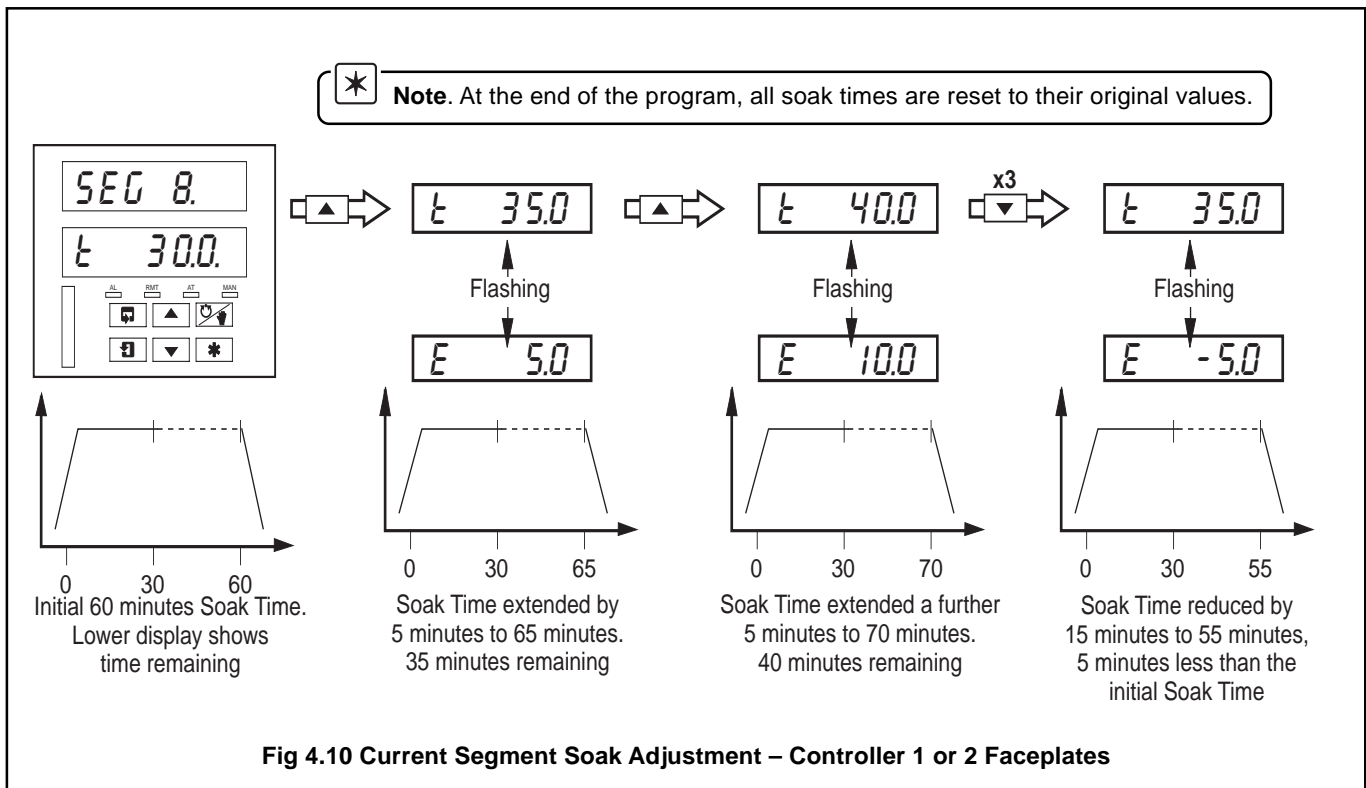 Note. At the end of the program, all soak times are reset to their original values.
SEG 8.
t 30.0.
AL RMT AT MAN
t 35.0
Flashing
E 5.0
t 40.0
Flashing
E 10.0
x3
t 35.0
Flashing
E -5.0
0 30 60
Initial 60 minutes Soak Time.
Lower display shows
time remaining
0 30 65
Soak Time extended by
5 minutes to 65 minutes.
35 minutes remaining
0 30 70
Soak Time extended a further
5 minutes to 70 minutes.
40 minutes remaining
0 30 55
Soak Time reduced by
15 minutes to 55 minutes,
5 minutes less than the
initial Soak Time
Fig 4.10 Current Segment Soak Adjustment – Controller 1 or 2 Faceplates